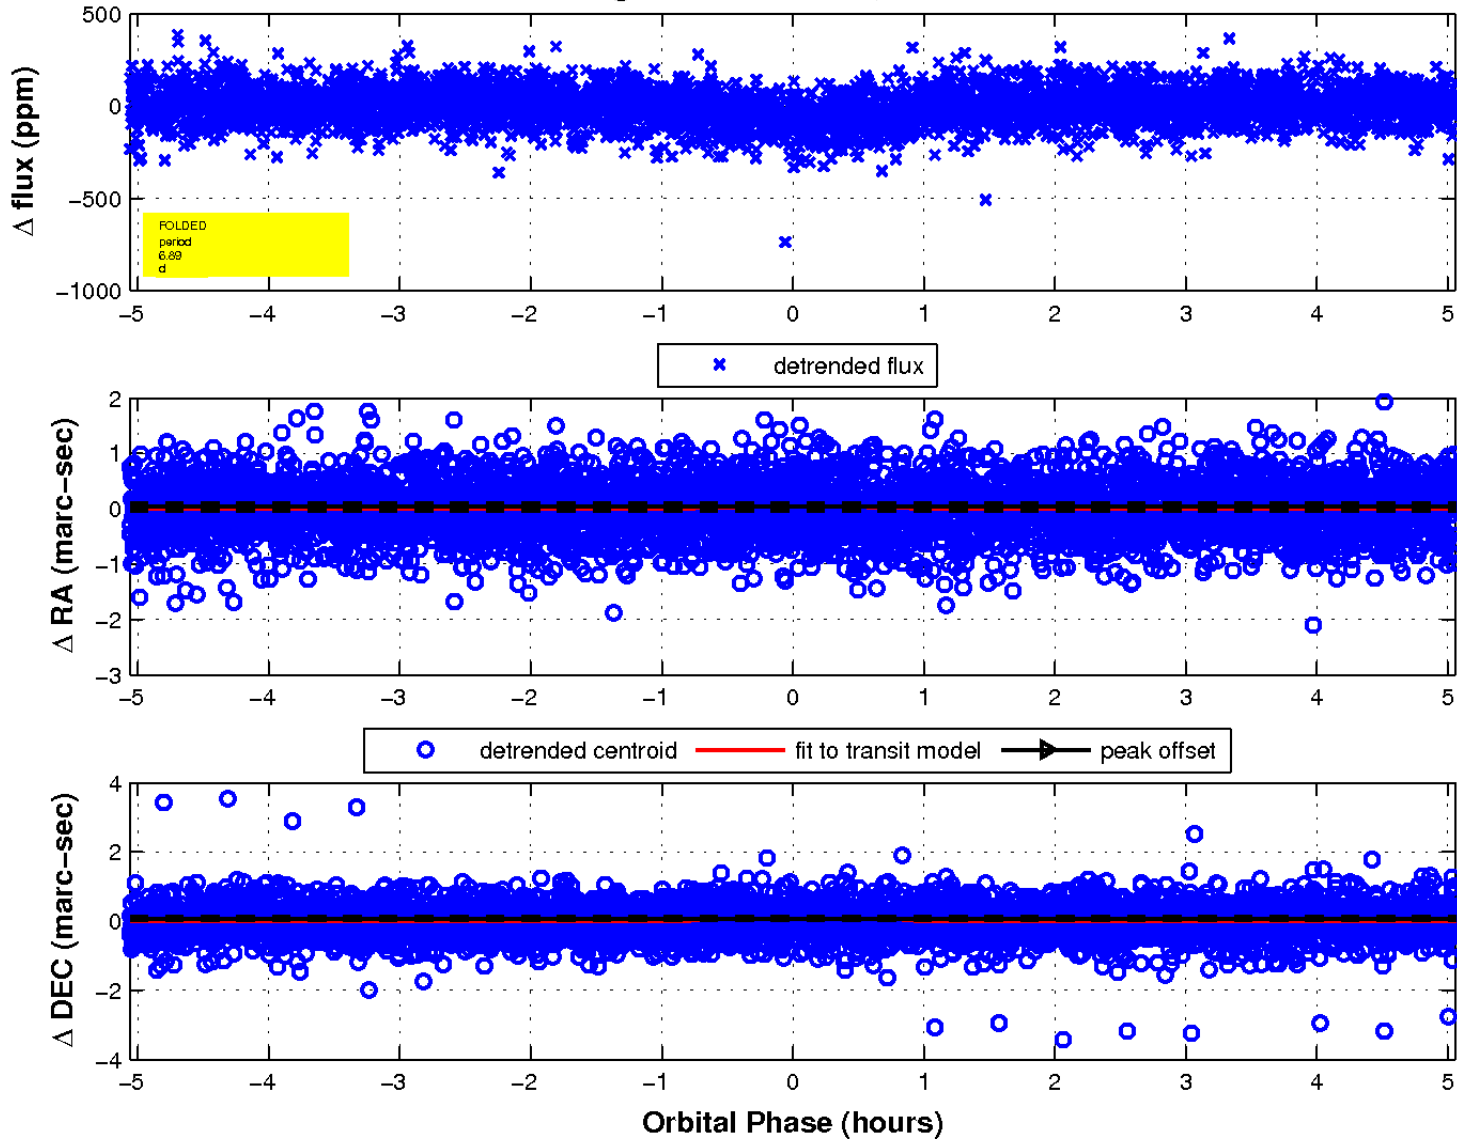 500
0
−500
−1000
Δ flux (ppm)
FOLDED
period
6.89
d
−5 −4 −3 −2 −1 0 1 2 3 4 5
detrended flux
2
1
0
−1
−2
−3
Δ RA (marc−sec)
−5 −4 −3 −2 −1 0 1 2 3 4 5
detrended centroid fit to transit model peak offset
4
2
0
−2
−4
Δ DEC (marc−sec)
−5 −4 −3 −2 −1 0 1 2 3 4 5
Orbital Phase (hours)